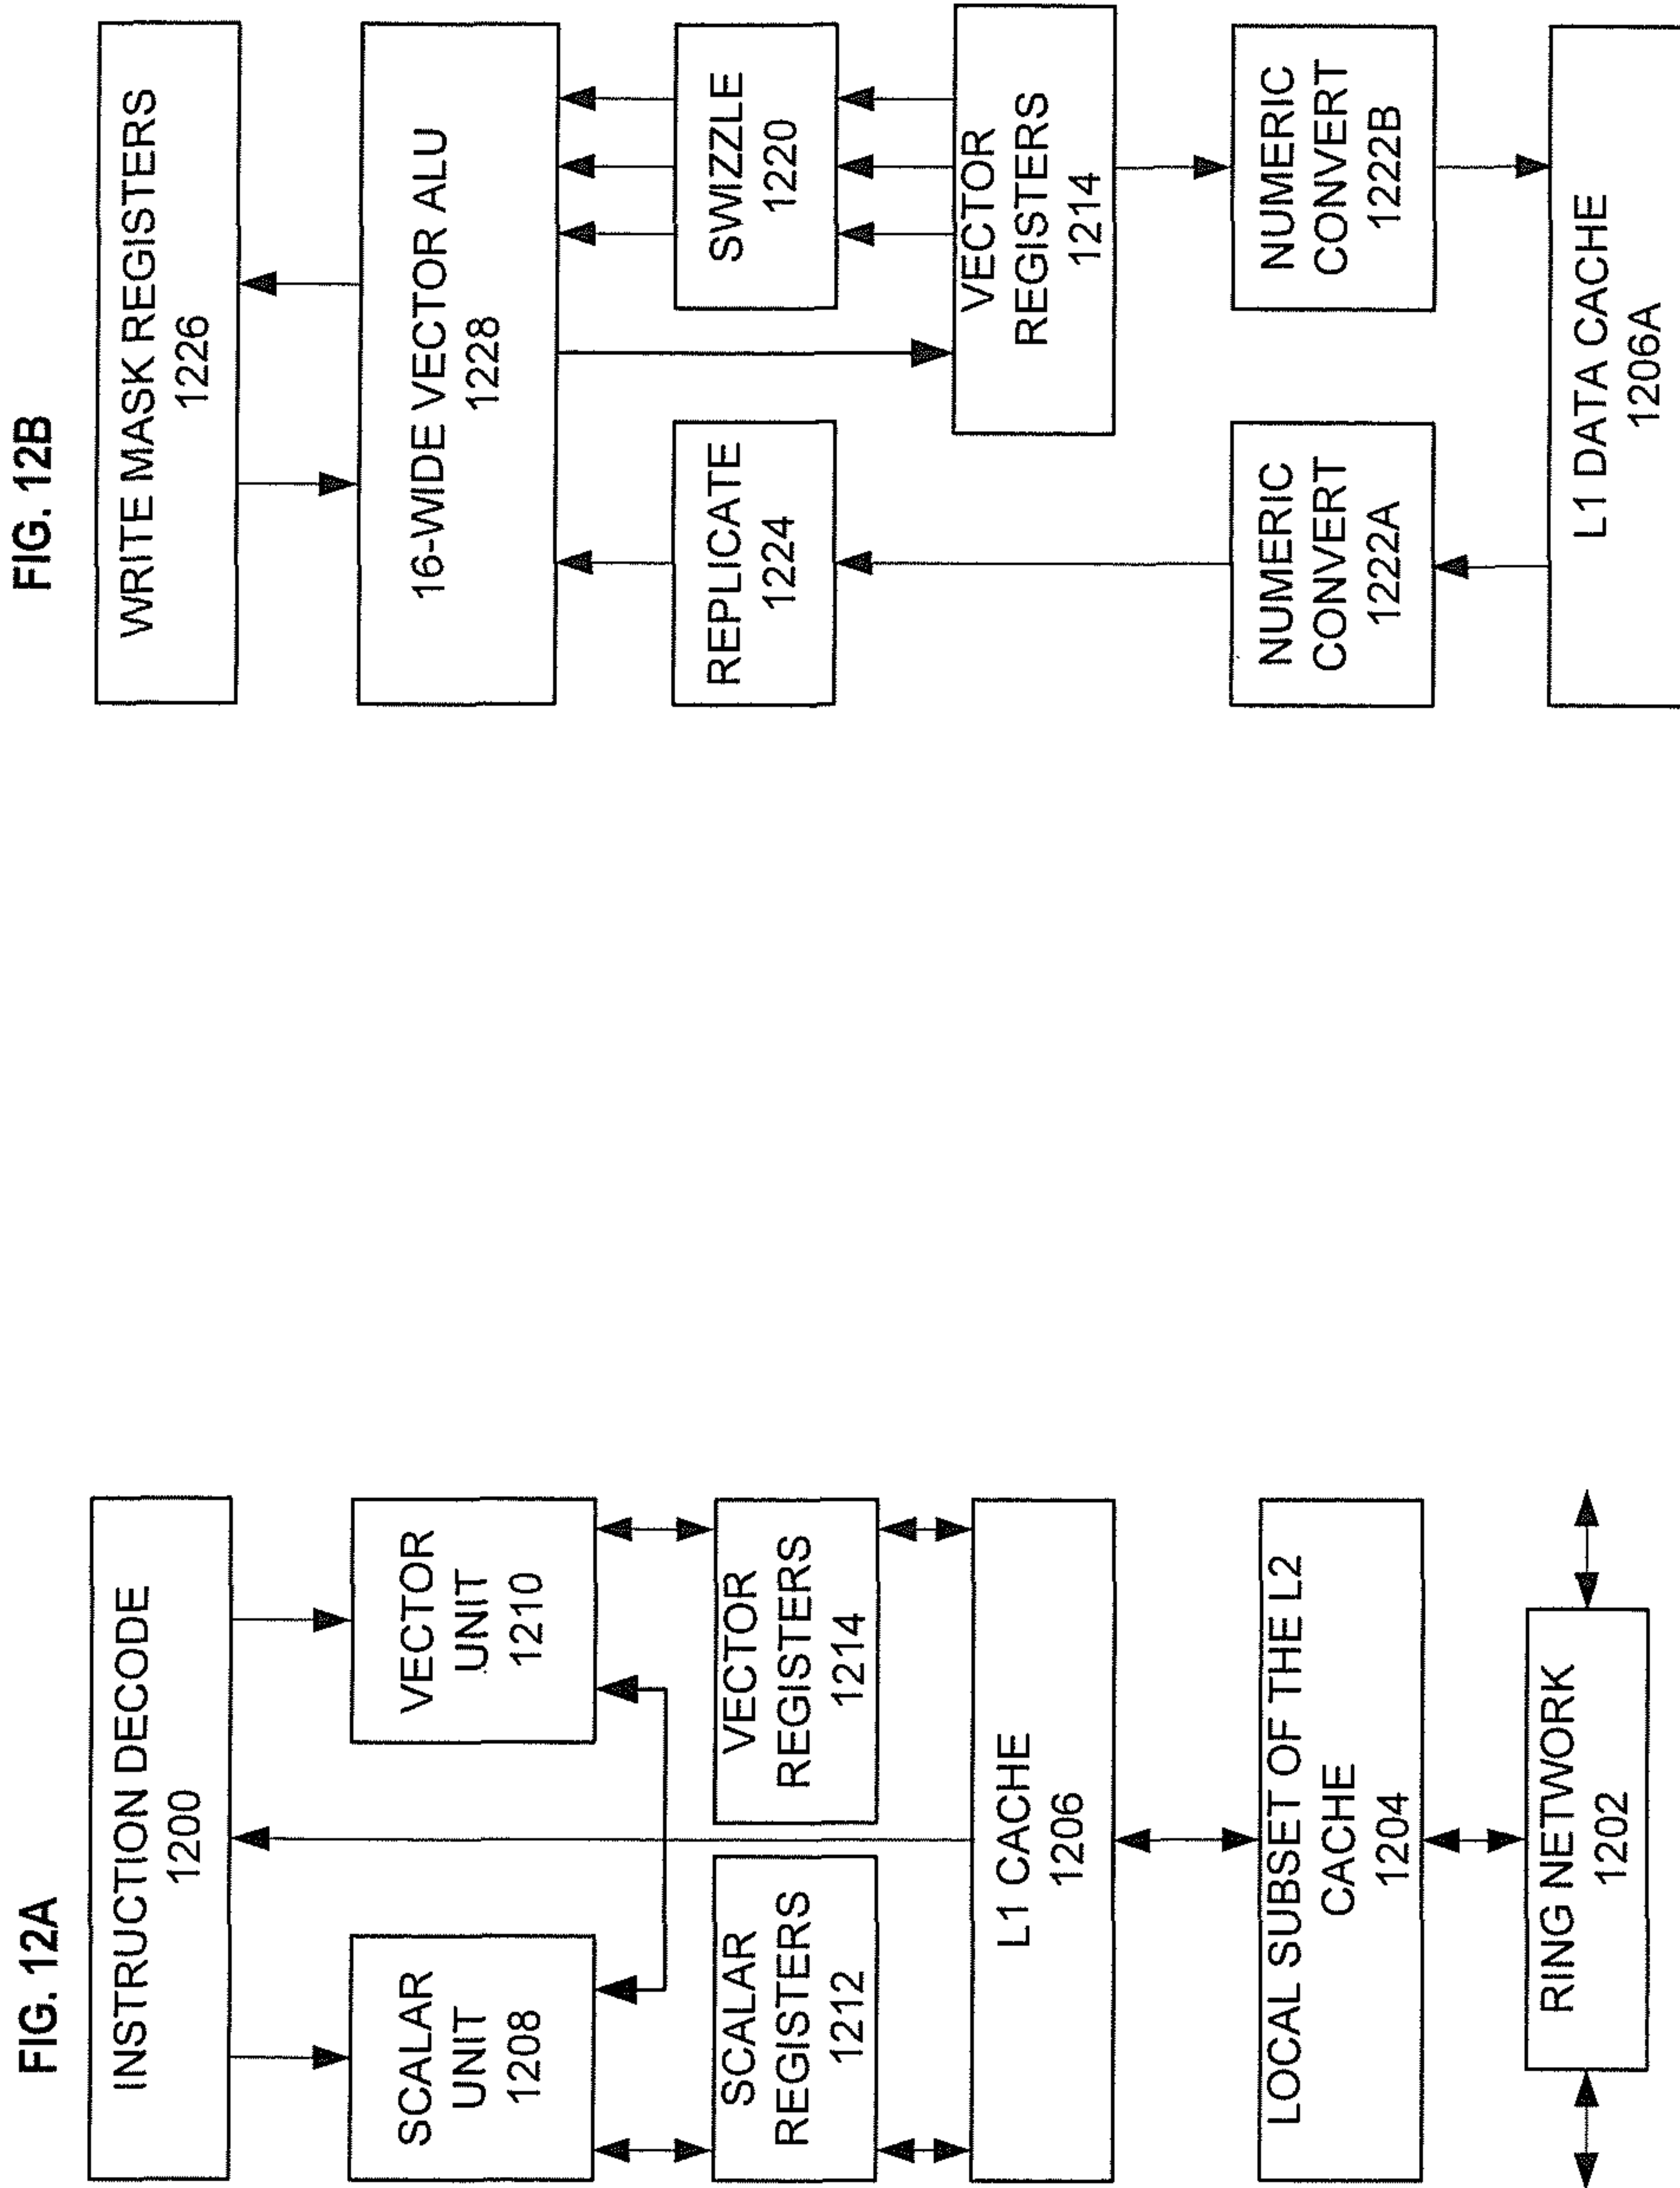 FIG. 12A
INSTRUCTION DECODE
1200
SCALAR
UNIT
1208
VECTOR
UNIT
1210
SCALAR
REGISTERS
1212
VECTOR
REGISTERS
1214
L1 CACHE
1206
LOCAL SUBSET OF THE L2
CACHE
1204
RING NETWORK
1202
FIG. 12B
WRITE MASK REGISTERS
1226
16-WIDE VECTOR ALU
1228
REPLICATE
1224
SWIZZLE
1220
VECTOR
REGISTERS
1214
NUMERIC
CONVERT
1222A
NUMERIC
CONVERT
1222B
L1 DATA CACHE
1206A